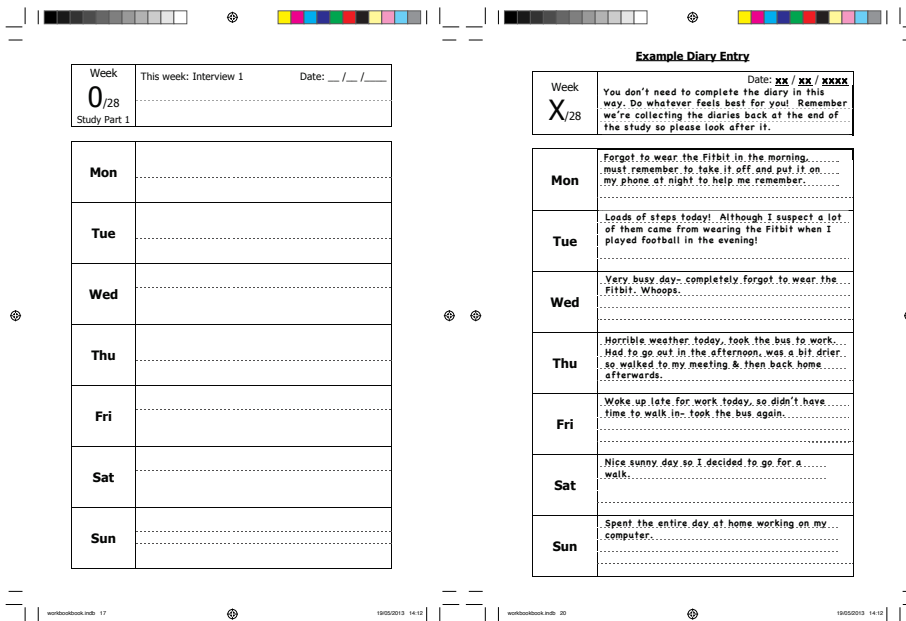 Week
0/28
Study Part 1
This week: Interview 1
Date: __ /__ /____
Mon
Tue
Wed
Thu
Fri
Sat
Sun
workbookbook.indb 17
19/05/2013 14:12
Example Diary Entry
Week
X/28
Date: xx / xx / xxxx
You don't need to complete the diary in this
way. Do whatever feels best for you! Remember
we're collecting the diaries back at the end of
the study so please look after it.
Mon
Forgot to wear the Fitbit in the morning,
must remember to take it off and put it on
my phone at night to help me remember.
Tue
Loads of steps today! Although I suspect a lot
of them came from wearing the Fitbit when I
played football in the evening!
Wed
Very busy day- completely forgot to wear the
Fitbit. Whoops.
Thu
Horrible weather today, took the bus to work.
Had to go out in the afternoon, was a bit drier
so walked to my meeting & then back home
afterwards.
Fri
Woke up late for work today, so didn't have
time to walk in- took the bus again.
Sat
Nice sunny day so I decided to go for a
walk.
Sun
Spent the entire day at home working on my
computer.
workbookbook.indb 20
19/05/2013 14:12